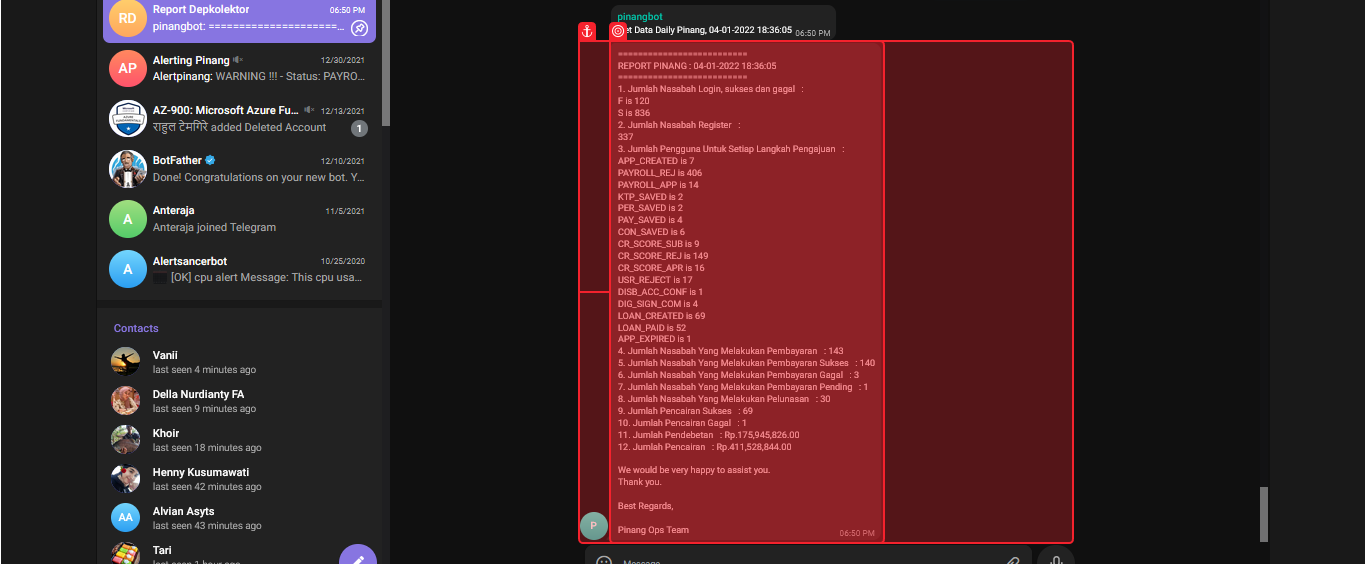 RD
Report Depkolektor
06:50 PM
pinangbot: ======================...
AP
Alerting Pinang
12/30/2021
Alertpinang: WARNING !!! - Status: PAYRO...
AZ-900: Microsoft Azure Fu...
12/13/2021
राहुल टेमगिरे added Deleted Account
1
BotFather
12/10/2021
Done! Congratulations on your new bot. Y...
A
Anteraja
11/5/2021
Anteraja joined Telegram
A
Alertsancerbot
10/25/2020
[OK] cpu alert Message: This cpu usa...
Contacts
Vanii
last seen 4 minutes ago
Della Nurdianty FA
last seen 9 minutes ago
Khoir
last seen 18 minutes ago
Henny Kusumawati
last seen 42 minutes ago
AA
Alvian Asyts
last seen 43 minutes ago
Tari
last seen 1 hour ago
pinangbot
et Data Daily Pinang, 04-01-2022 18:36:05
06:50 PM
==========================
REPORT PINANG : 04-01-2022 18:36:05
==========================
1. Jumlah Nasabah Login, sukses dan gagal :
F is 120
S is 836
2. Jumlah Nasabah Register :
337
3. Jumlah Pengguna Untuk Setiap Langkah Pengajuan :
APP_CREATED is 7
PAYROLL_REJ is 406
PAYROLL_APP is 14
KTP_SAVED is 2
PER_SAVED is 2
PAY_SAVED is 4
CON_SAVED is 6
CR_SCORE_SUB is 9
CR_SCORE_REJ is 149
CR_SCORE_APR is 16
USR_REJECT is 17
DISB_ACC_CONF is 1
DIG_SIGN_COM is 4
LOAN_CREATED is 69
LOAN_PAID is 52
APP_EXPIRED is 1
4. Jumlah Nasabah Yang Melakukan Pembayaran : 143
5. Jumlah Nasabah Yang Melakukan Pembayaran Sukses : 140
6. Jumlah Nasabah Yang Melakukan Pembayaran Gagal : 3
7. Jumlah Nasabah Yang Melakukan Pembayaran Pending : 1
8. Jumlah Nasabah Yang Melakukan Pelunasan : 30
9. Jumlah Pencairan Sukses : 69
10. Jumlah Pencairan Gagal : 1
11. Jumlah Pendebetan : Rp.175,945,826.00
12. Jumlah Pencairan : Rp.411,528,844.00
We would be very happy to assist you.
Thank you.
Best Regards,
Pinang Ops Team
06:50 PM
P
Message